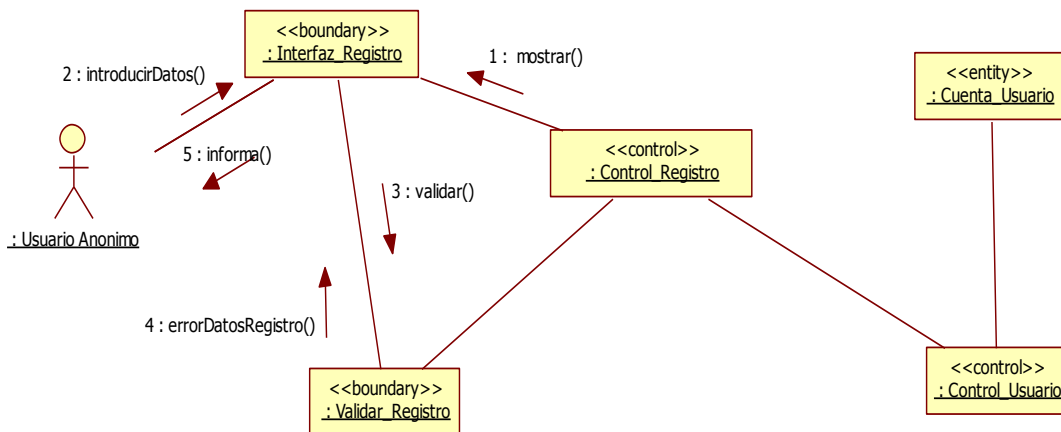 <<boundary>>
: Interfaz_Registro
1 : mostrar()
2 : introducirDatos()
<<entity>>
: Cuenta_Usuario
5 : informa()
<<control>>
: Control_Registro
3 : validar()
: Usuario Anonimo
4 : errorDatosRegistro()
<<boundary>>
: Validar_Registro
<<control>>
: Control_Usuario